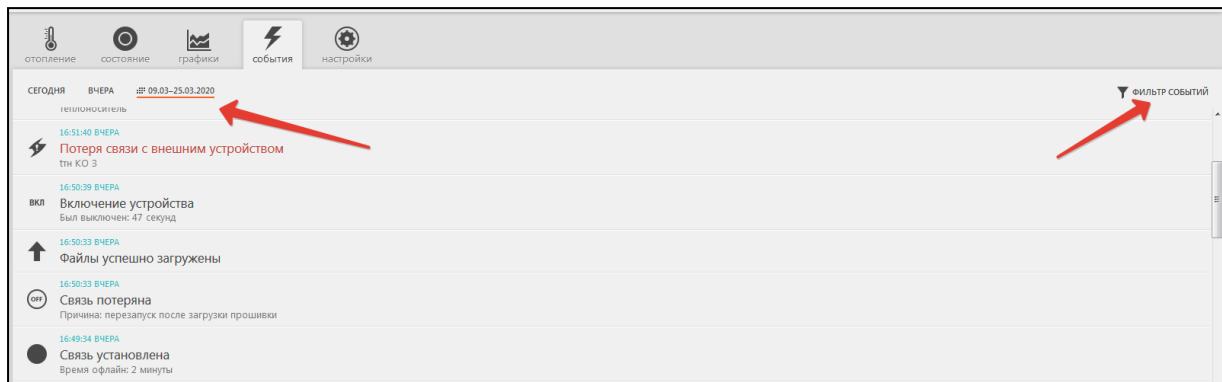 отопление
состояние
графики
события
настройки
СЕГОДНЯ ВЧЕРА 09.03–25.03.2020 ФИЛЬТР СОБЫТИЙ
теплоноситель
16:51:40 ВЧЕРА
Потеря связи с внешним устройством
ттн КО 3
16:50:39 ВЧЕРА
ВКЛ Включение устройства
Был выключен: 47 секунд
16:50:33 ВЧЕРА
Файлы успешно загружены
16:50:33 ВЧЕРА
OFF Связь потеряна
Причина: перезапуск после загрузки прошивки
16:49:34 ВЧЕРА
Связь установлена
Время офлайн: 2 минуты